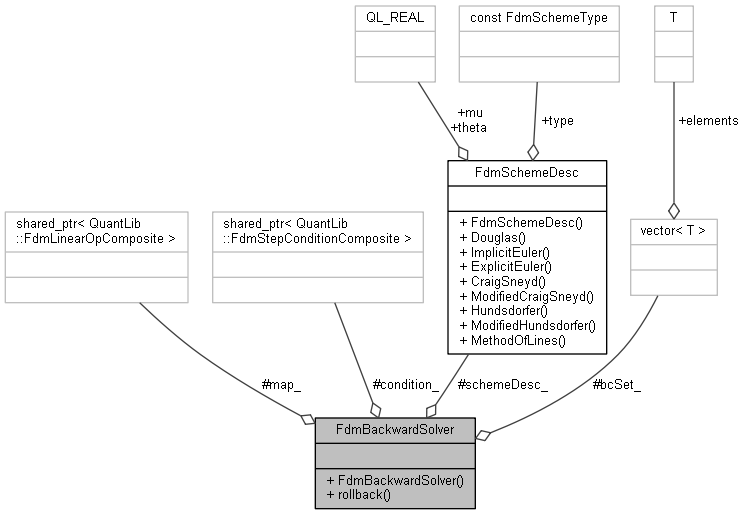 QL_REAL
const FdmSchemeType
T
+mu
+theta
+type
+elements
FdmSchemeDesc
+ FdmSchemeDesc()
+ Douglas()
+ ImplicitEuler()
+ ExplicitEuler()
+ CraigSneyd()
+ ModifiedCraigSneyd()
+ Hundsdorfer()
+ ModifiedHundsdorfer()
+ MethodOfLines()
shared_ptr< QuantLib
::FdmLinearOpComposite >
shared_ptr< QuantLib
::FdmStepConditionComposite >
vector< T >
#map_
#condition_
#schemeDesc_
#bcSet_
FdmBackwardSolver
+ FdmBackwardSolver()
+ rollback()